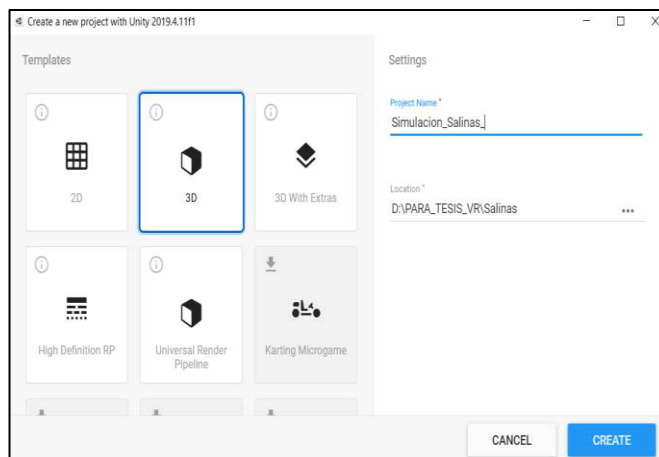 Create a new project with Unity 2019.4.11f1
Templates
Settings
2D
3D
3D With Extras
Project Name *
Simulacion_Salinas_
Location *
D:\PARA_TESIS_VR\Salinas
High Definition RP
Universal Render
Pipeline
Karting Microgame
CANCEL
CREATE